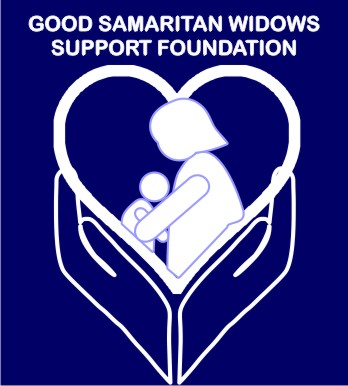 GOOD SAMARITAN WIDOWS
SUPPORT FOUNDATION